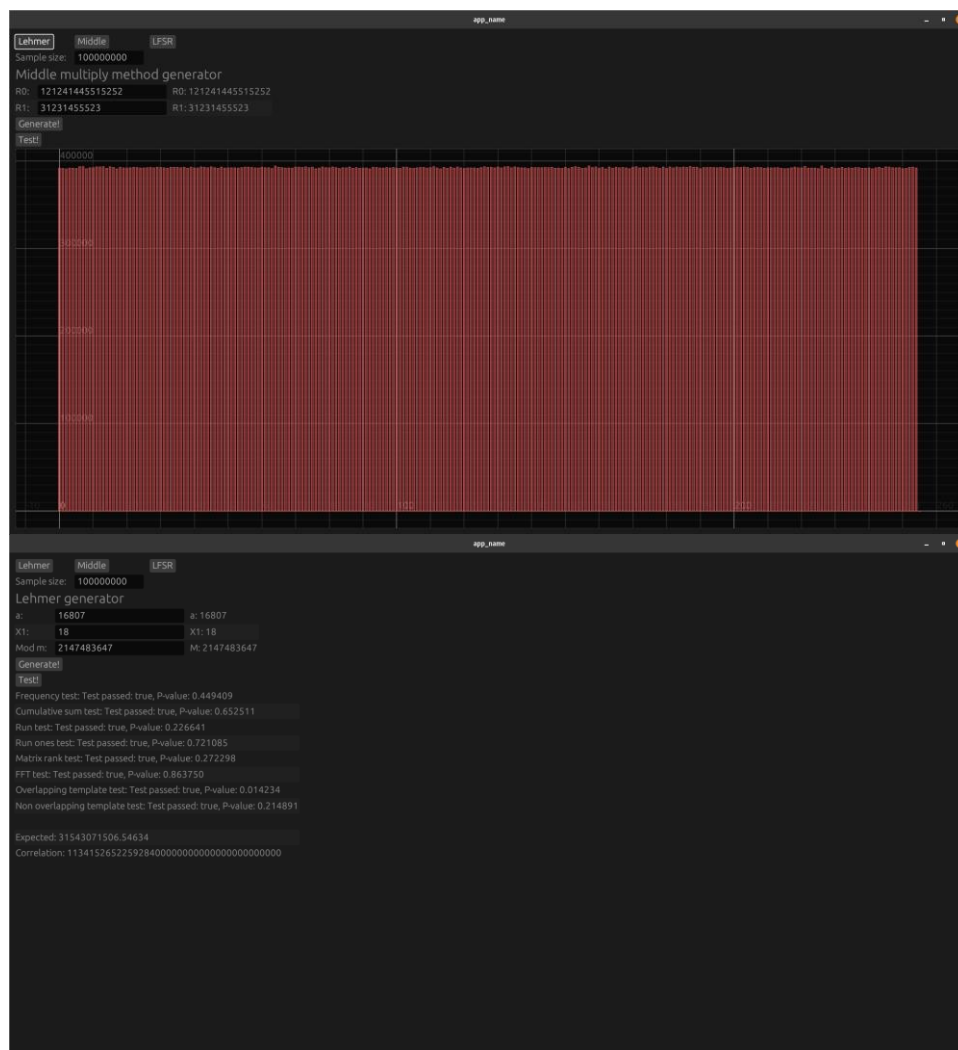 app_name
Lehmer Middle LFSR
Sample size: 100000000
Middle multiply method generator
R0: 121241445515252 R0: 121241445515252
R1: 31231455523 R1: 31231455523
Generate!
Test!
400000
300000
200000
100000
0 100 200
app_name
Lehmer Middle LFSR
Sample size: 100000000
Lehmer generator
a: 16807 a: 16807
X1: 18 X1: 18
Mod m: 2147483647 M: 2147483647
Generate!
Test!
Frequency test: Test passed: true, P-value: 0.449409
Cumulative sum test: Test passed: true, P-value: 0.652511
Run test: Test passed: true, P-value: 0.226641
Run ones test: Test passed: true, P-value: 0.721085
Matrix rank test: Test passed: true, P-value: 0.272298
FFT test: Test passed: true, P-value: 0.863750
Overlapping template test: Test passed: true, P-value: 0.014234
Non overlapping template test: Test passed: true, P-value: 0.214891
Expected: 31543071506.54634